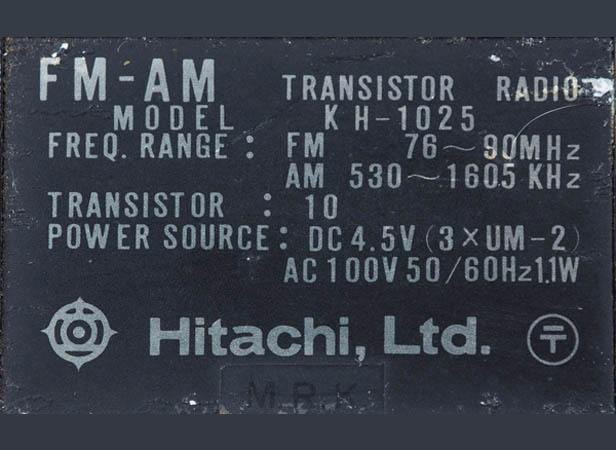 FM-AM TRANSISTOR RADIO
MODEL KH-1025
FREQ. RANGE : FM 76～90MHz
AM 530～1605 KHz
TRANSISTOR : 10
POWER SOURCE : DC 4.5V (3×UM-2)
AC 100V 50/60Hz 1.1W
Hitachi, Ltd. 〒
M.R.K